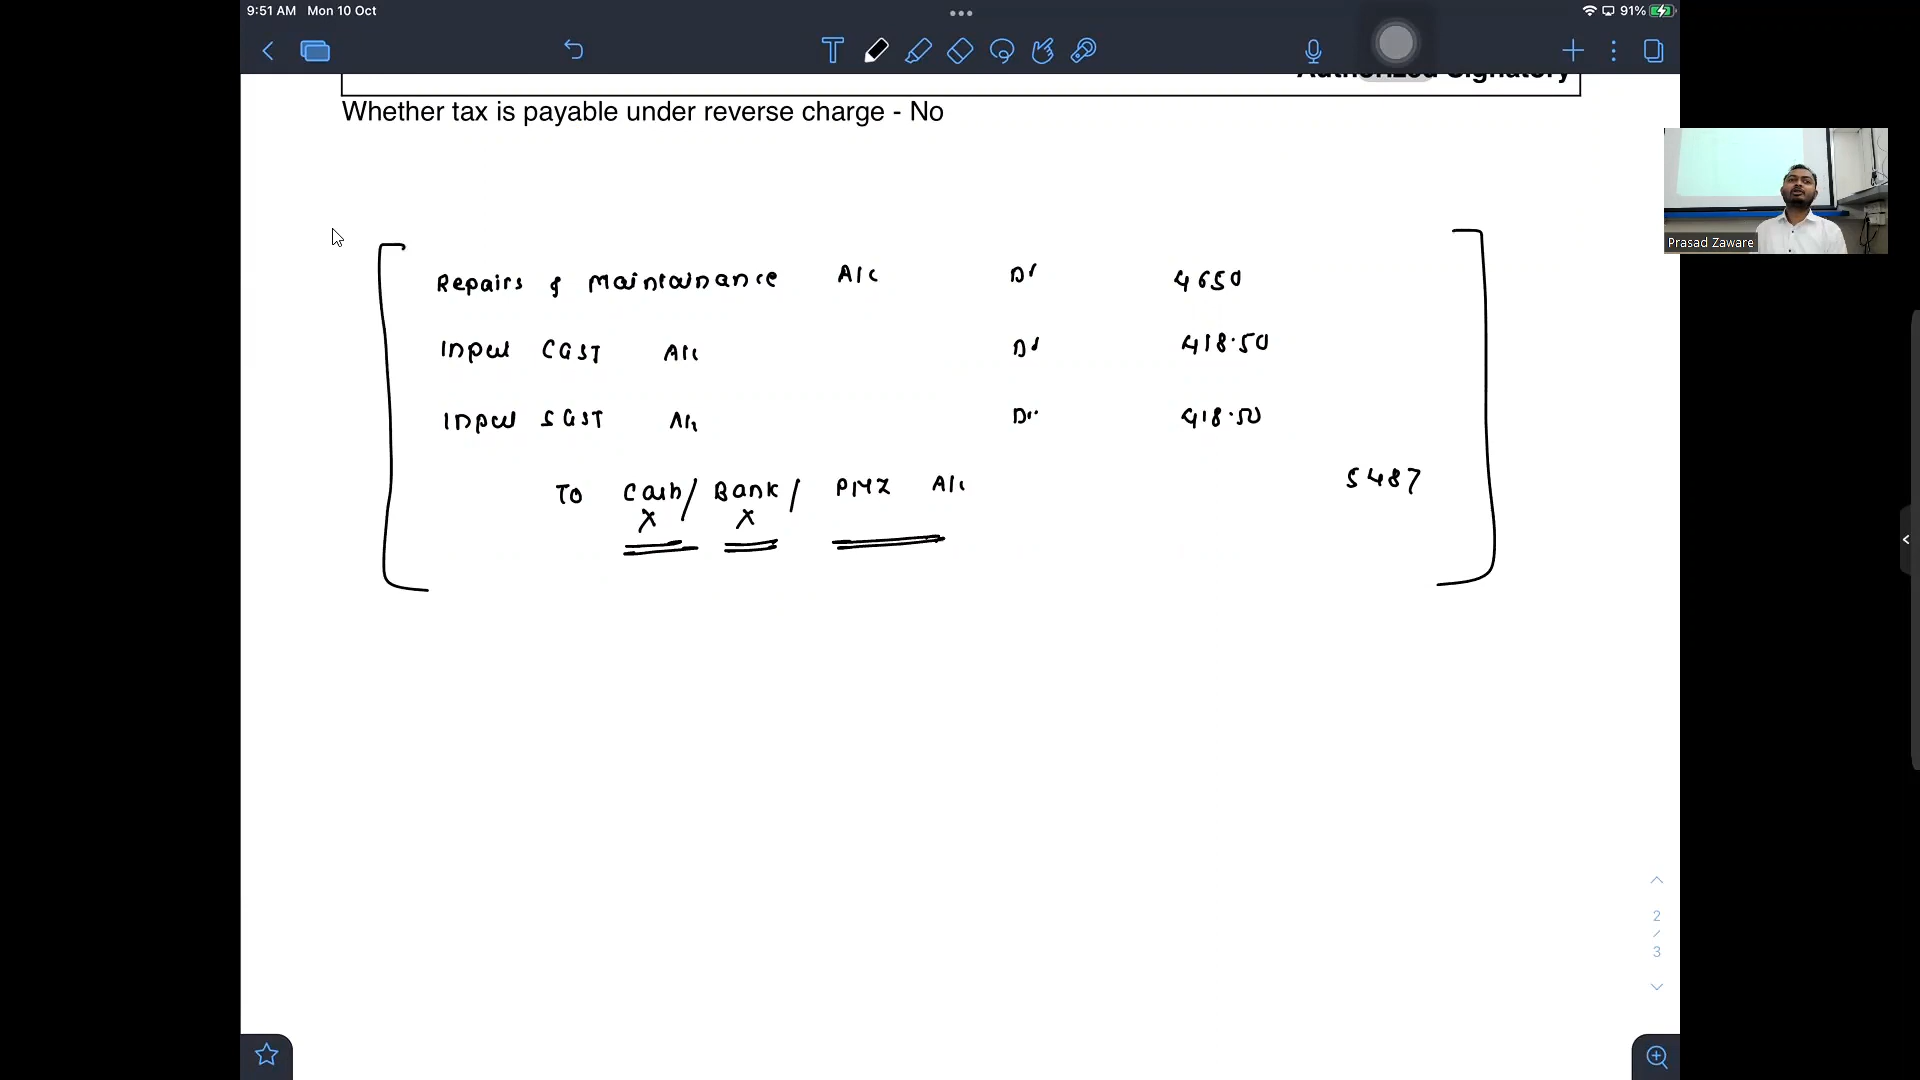 9:51 AM Mon 10 Oct
91%
Whether tax is payable under reverse charge - No
Prasad Zaware
Repairs & Maintainance A/c Dr 4650
Input CGST A/c Dr 418.50
Input SGST A/c Dr 418.50
To Cash / Bank / PMZ A/c 5487
X X
2
/
3